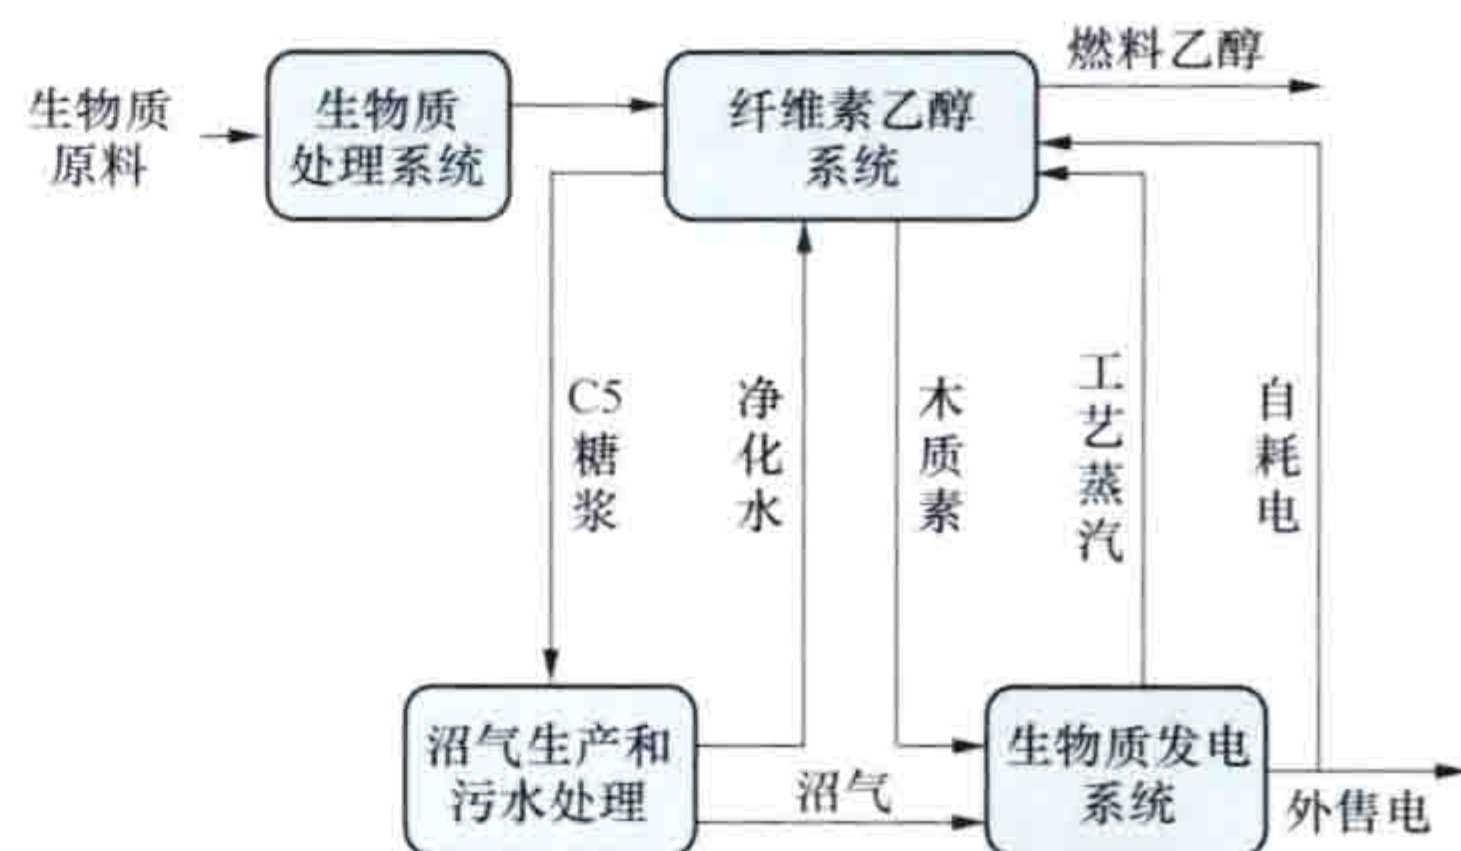 燃料乙醇
生物质
原料
生物质
处理系统
纤维素乙醇
系统
C5
糖
浆
净
化
水
木
质
素
工
艺
蒸
汽
自
耗
电
沼气生产和
污水处理
沼气
生物质发电
系统
外售电